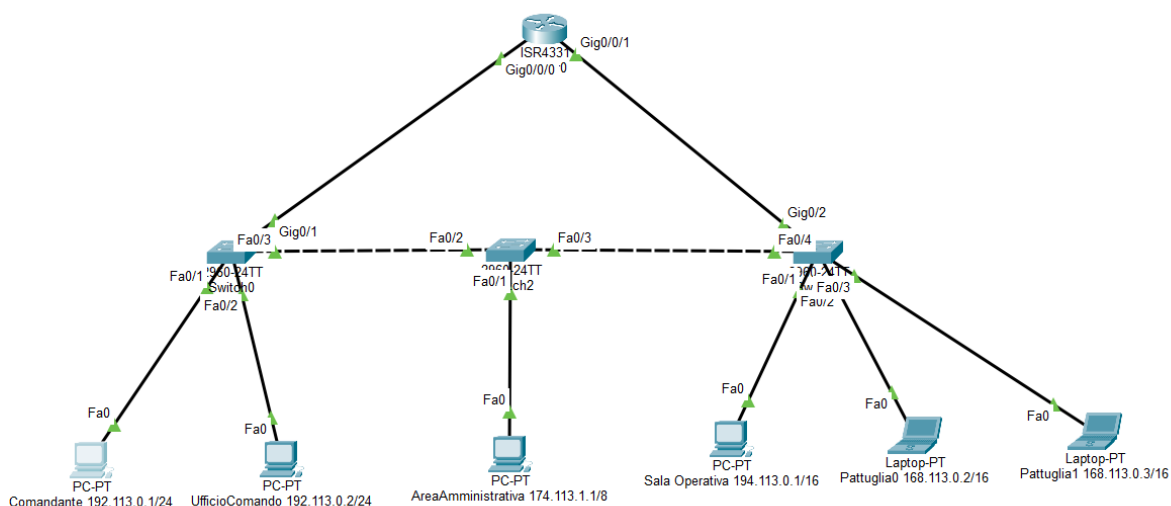 Gig0/0/1
ISR4331
Gig0/0/0 0
Gig0/2
Gig0/1
Fa0/3
Fa0/2
Fa0/3
Fa0/4
Fa0/1
2960-24TT
Switch0
Fa0/2
Fa0/1
Fa0/1
Fa0/3
Fa0/2
Fa0
Fa0
Fa0
Fa0
Fa0
Fa0
PC-PT
Comandante 192.113.0.1/24
PC-PT
UfficioComando 192.113.0.2/24
PC-PT
AreaAmministrativa 174.113.1.1/8
PC-PT
Sala Operativa 194.113.0.1/16
Laptop-PT
Pattuglia0 168.113.0.2/16
Laptop-PT
Pattuglia1 168.113.0.3/16